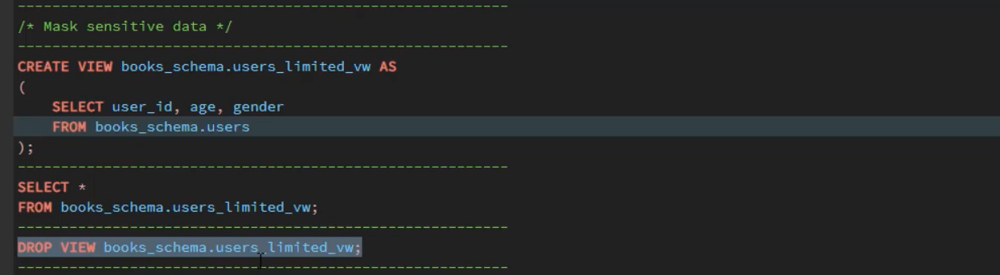 -----------------------------------------------------------
/* Mask sensitive data */
-----------------------------------------------------------
CREATE VIEW books_schema.users_limited_vw AS
(
    SELECT user_id, age, gender
    FROM books_schema.users
);
-----------------------------------------------------------
SELECT *
FROM books_schema.users_limited_vw;
-----------------------------------------------------------
DROP VIEW books_schema.users_limited_vw;
-----------------------------------------------------------